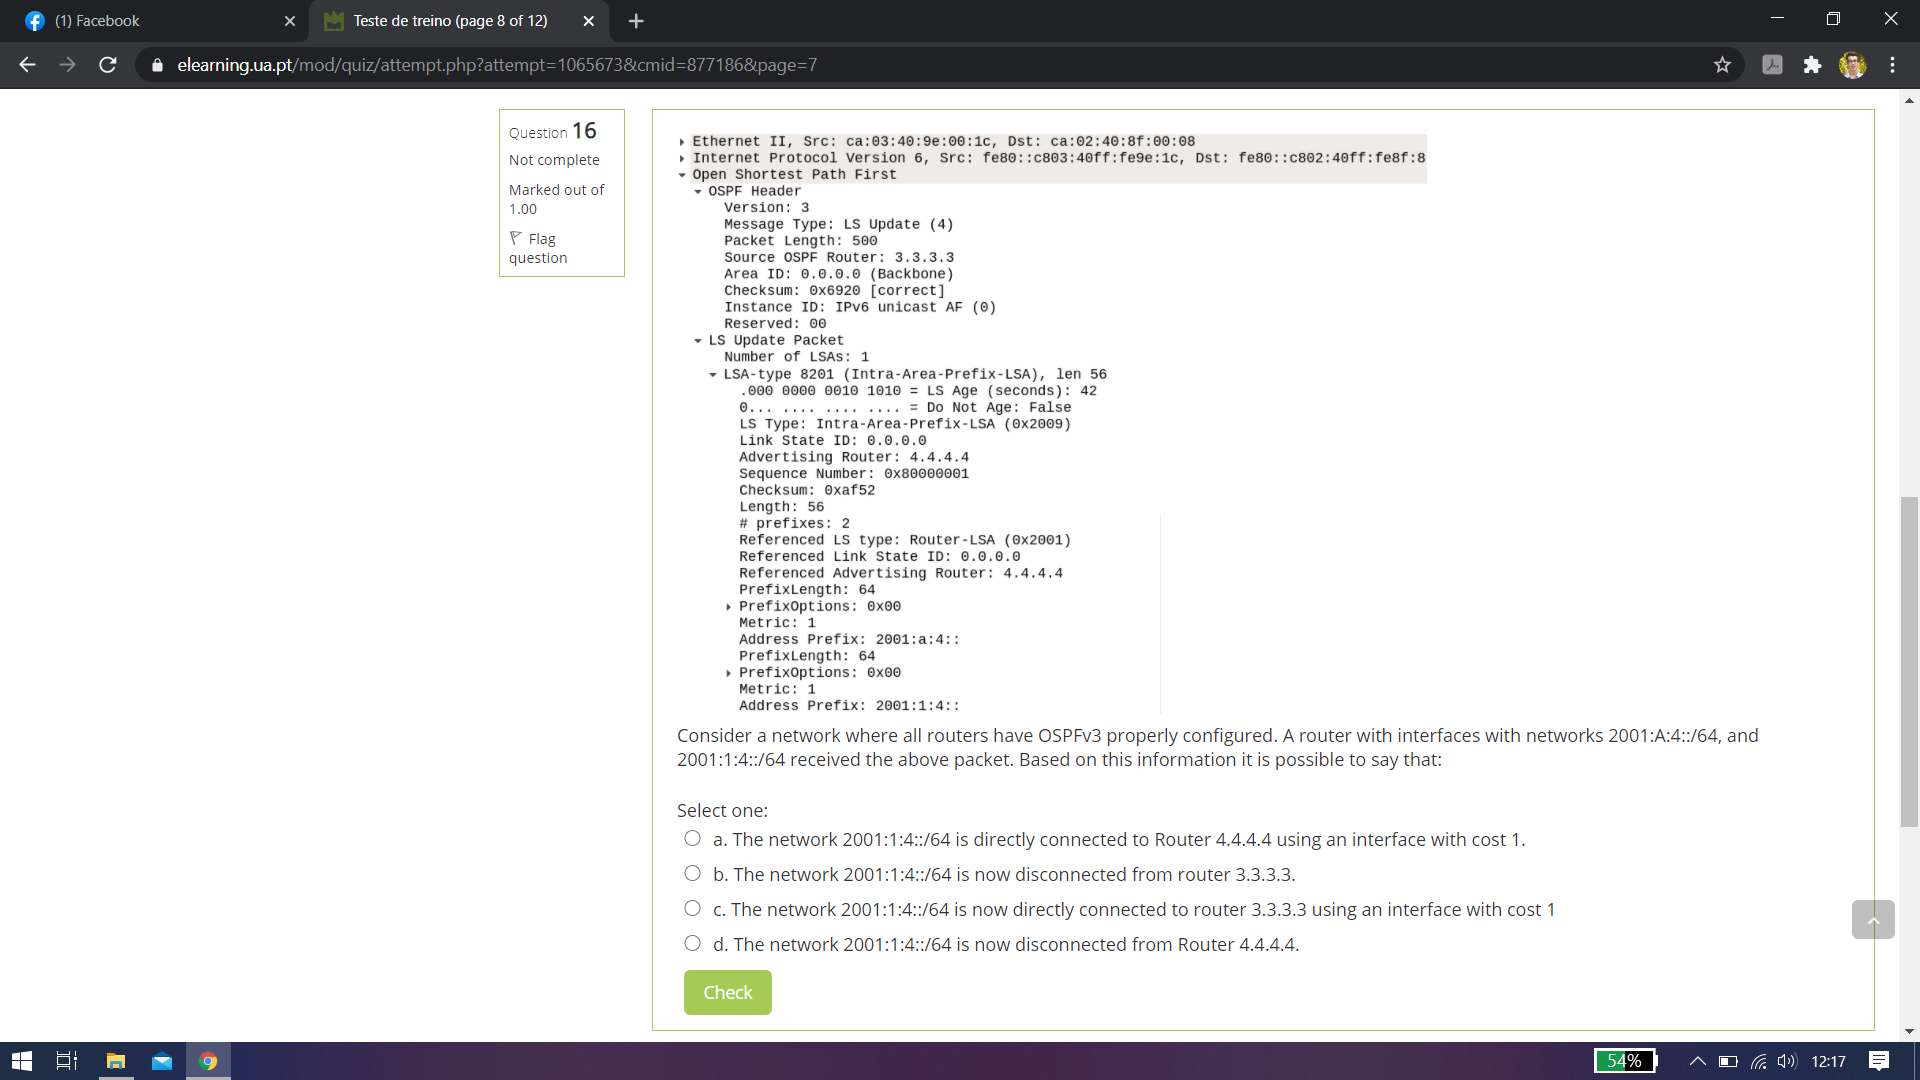 (1) Facebook
Teste de treino (page 8 of 12)
elearning.ua.pt/mod/quiz/attempt.php?attempt=1065673&cmid=877186&page=7
Question 16
Not complete
Marked out of
1.00
Flag
question
Ethernet II, Src: ca:03:40:9e:00:1c, Dst: ca:02:40:8f:00:08
Internet Protocol Version 6, Src: fe80::c803:40ff:fe9e:1c, Dst: fe80::c802:40ff:fe8f:8
Open Shortest Path First
OSPF Header
Version: 3
Message Type: LS Update (4)
Packet Length: 500
Source OSPF Router: 3.3.3.3
Area ID: 0.0.0.0 (Backbone)
Checksum: 0x6920 [correct]
Instance ID: IPv6 unicast AF (0)
Reserved: 00
LS Update Packet
Number of LSAs: 1
LSA-type 8201 (Intra-Area-Prefix-LSA), len 56
.000 0000 0010 1010 = LS Age (seconds): 42
0... .... .... .... = Do Not Age: False
LS Type: Intra-Area-Prefix-LSA (0x2009)
Link State ID: 0.0.0.0
Advertising Router: 4.4.4.4
Sequence Number: 0x80000001
Checksum: 0xaf52
Length: 56
# prefixes: 2
Referenced LS type: Router-LSA (0x2001)
Referenced Link State ID: 0.0.0.0
Referenced Advertising Router: 4.4.4.4
PrefixLength: 64
PrefixOptions: 0x00
Metric: 1
Address Prefix: 2001:a:4::
PrefixLength: 64
PrefixOptions: 0x00
Metric: 1
Address Prefix: 2001:1:4::
Consider a network where all routers have OSPFv3 properly configured. A router with interfaces with networks 2001:A:4::/64, and
2001:1:4::/64 received the above packet. Based on this information it is possible to say that:
Select one:
a. The network 2001:1:4::/64 is directly connected to Router 4.4.4.4 using an interface with cost 1.
b. The network 2001:1:4::/64 is now disconnected from router 3.3.3.3.
c. The network 2001:1:4::/64 is now directly connected to router 3.3.3.3 using an interface with cost 1
d. The network 2001:1:4::/64 is now disconnected from Router 4.4.4.4.
Check
54%
12:17